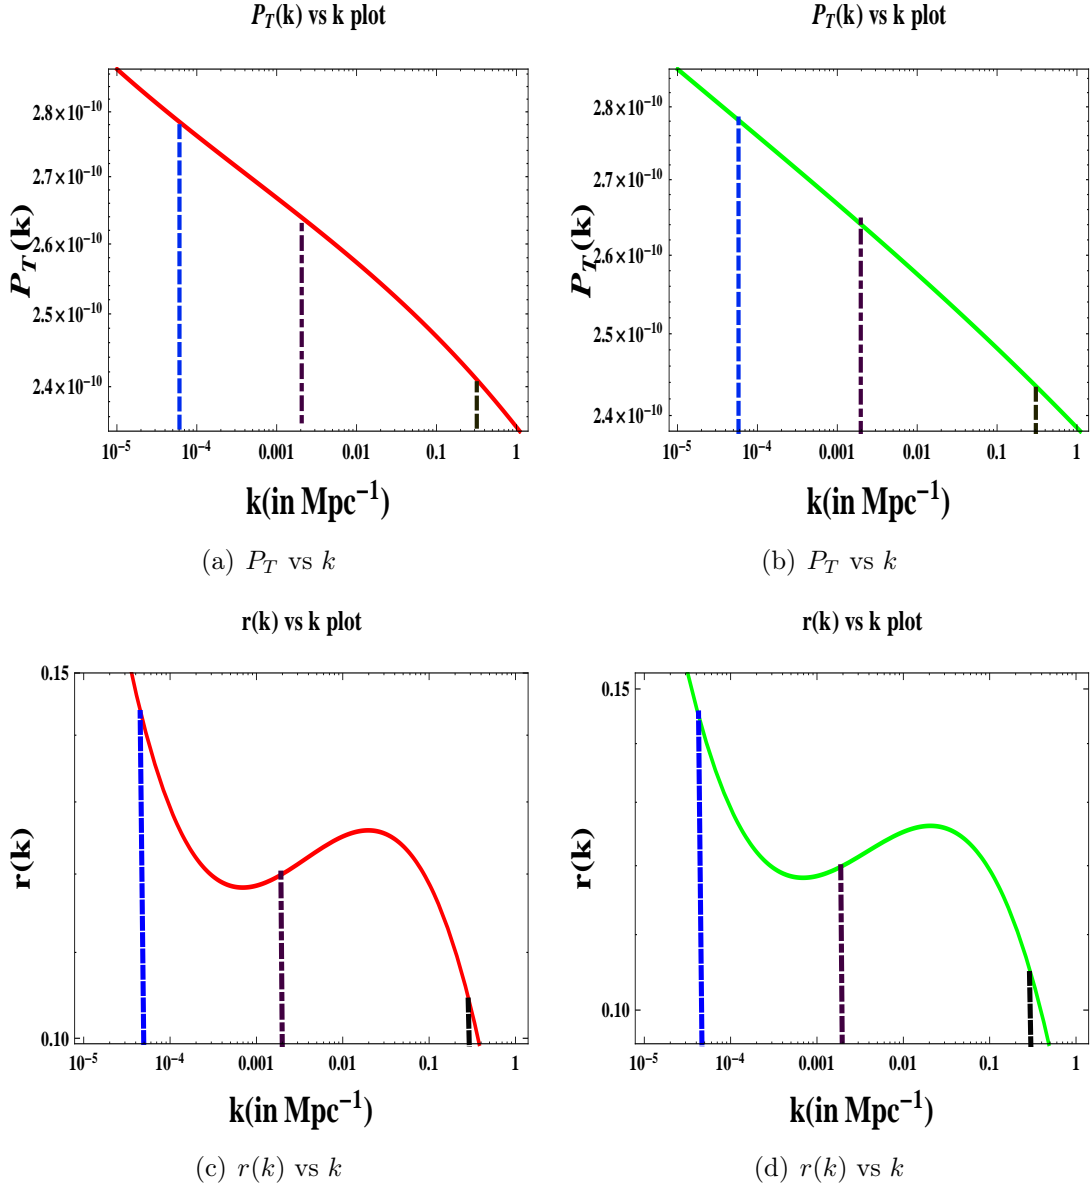 P_T(k) vs k plot
P_T(k) vs k plot
2.8×10^-10
2.7×10^-10
2.6×10^-10
2.5×10^-10
2.4×10^-10
P_T(k)
10^-5 10^-4 0.001 0.01 0.1 1
k(in Mpc^-1)
(a) P_T vs k
2.8×10^-10
2.7×10^-10
2.6×10^-10
2.5×10^-10
2.4×10^-10
P_T(k)
10^-5 10^-4 0.001 0.01 0.1 1
k(in Mpc^-1)
(b) P_T vs k
r(k) vs k plot
r(k) vs k plot
0.15
0.10
r(k)
10^-5 10^-4 0.001 0.01 0.1 1
k(in Mpc^-1)
(c) r(k) vs k
0.15
0.10
r(k)
10^-5 10^-4 0.001 0.01 0.1 1
k(in Mpc^-1)
(d) r(k) vs k